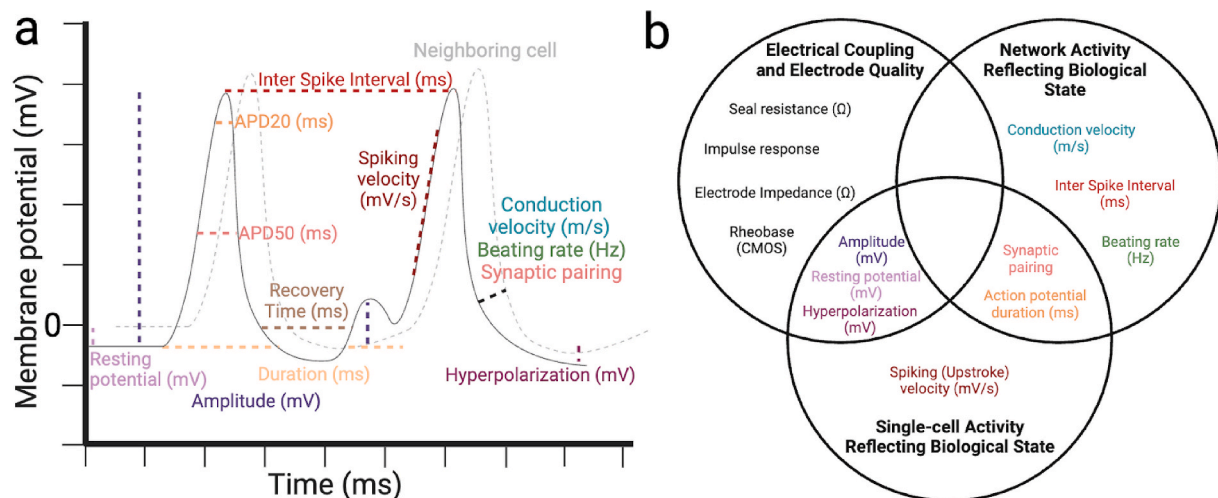 a
Membrane potential (mV)
0
Time (ms)
Neighboring cell
Inter Spike Interval (ms)
APD20 (ms)
Spiking
velocity
(mV/s)
APD50 (ms)
Conduction
velocity (m/s)
Beating rate (Hz)
Synaptic pairing
Recovery
Time (ms)
Resting
potential (mV)
Duration (ms)
Hyperpolarization (mV)
Amplitude (mV)
b
Electrical Coupling
and Electrode Quality
Seal resistance (Ω)
Impulse response
Electrode Impedance (Ω)
Rheobase
(CMOS)
Network Activity
Reflecting Biological
State
Conduction velocity
(m/s)
Inter Spike Interval
(ms)
Beating rate
(Hz)
Amplitude
(mV)
Resting potential
(mV)
Hyperpolarization
(mV)
Synaptic
pairing
Action potential
duration (ms)
Spiking (Upstroke)
velocity (mV/s)
Single-cell Activity
Reflecting Biological State